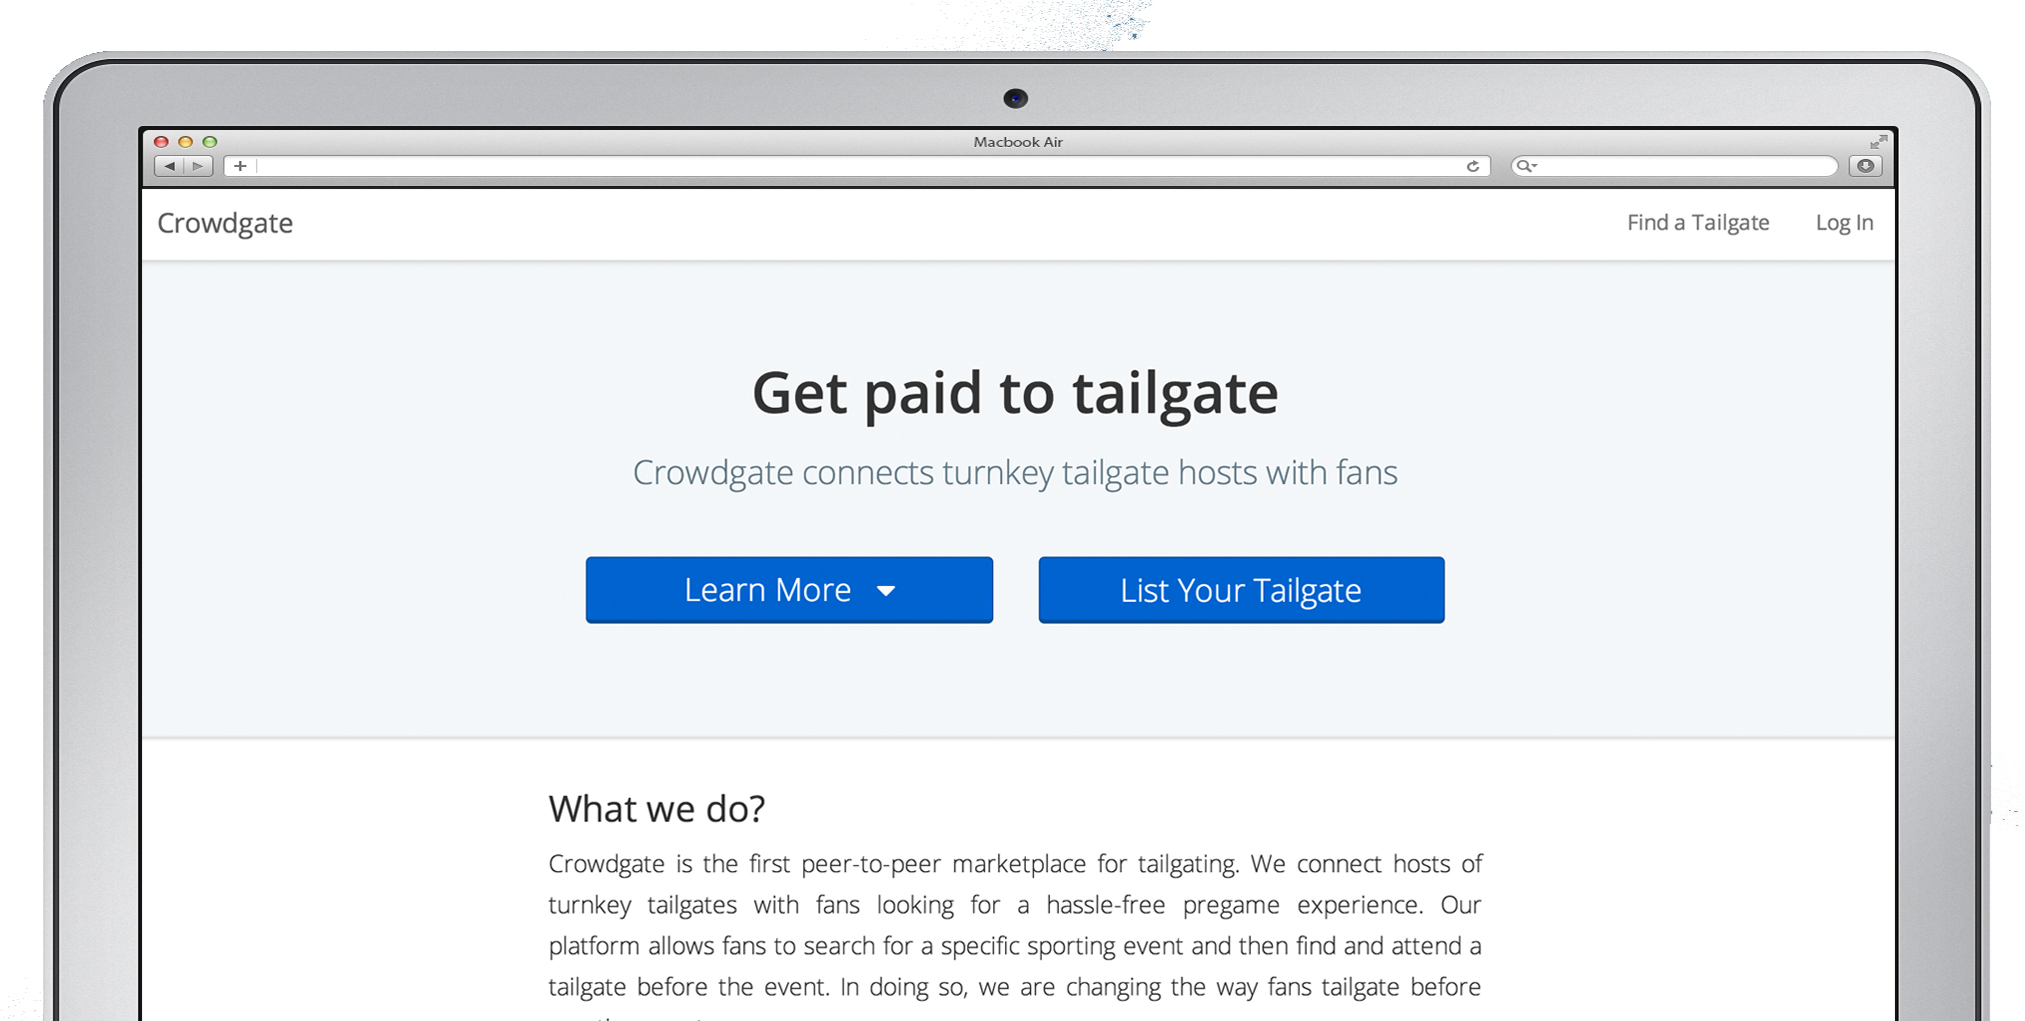 Macbook Air
Crowdgate
Find a Tailgate
Log In
Get paid to tailgate
Crowdgate connects turnkey tailgate hosts with fans
Learn More
List Your Tailgate
What we do?
Crowdgate is the first peer-to-peer marketplace for tailgating. We connect hosts of
turnkey tailgates with fans looking for a hassle-free pregame experience. Our
platform allows fans to search for a specific sporting event and then find and attend a
tailgate before the event. In doing so, we are changing the way fans tailgate before